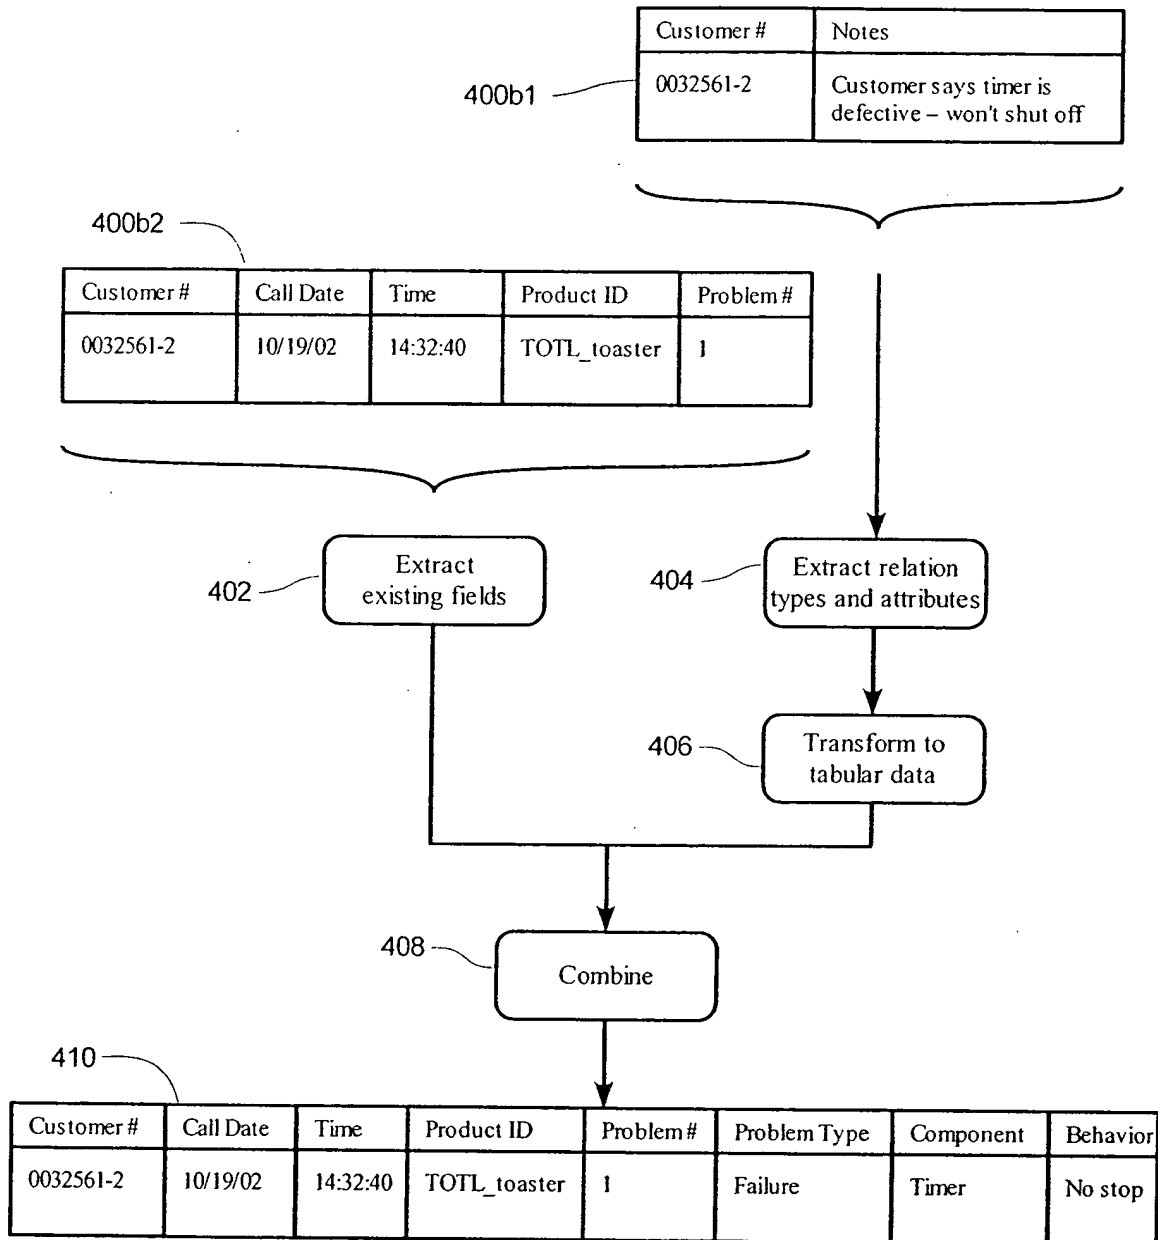 Customer # Notes
400b1
0032561-2 Customer says timer is
defective – won't shut off
400b2
Customer # Call Date Time Product ID Problem #
0032561-2 10/19/02 14:32:40 TOTL_toaster 1
402
Extract
existing fields
404
Extract relation
types and attributes
406
Transform to
tabular data
408
Combine
410
Customer # Call Date Time Product ID Problem # Problem Type Component Behavior
0032561-2 10/19/02 14:32:40 TOTL_toaster 1 Failure Timer No stop